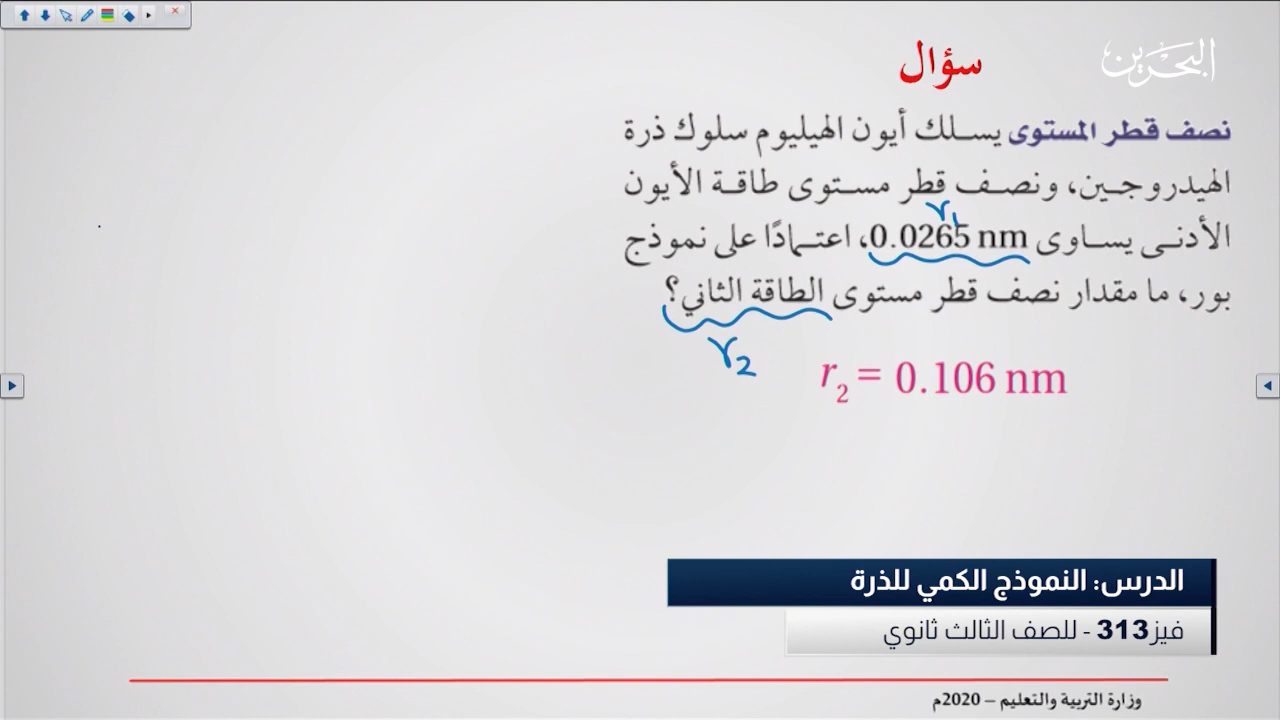 البحرين
سؤال
نصف قطر المستوى يسلك أيون الهيليوم سلوك ذرة
الهيدروجين، ونصف قطر مستوى طاقة الأيون
r1
الأدنى يساوى 0.0265 nm، اعتمادًا على نموذج
بور، ما مقدار نصف قطر مستوى الطاقة الثاني؟
r2
r2 = 0.106 nm
الدرس: النموذج الكمي للذرة
فيز313 - للصف الثالث ثانوي
وزارة التربية والتعليم – 2020م